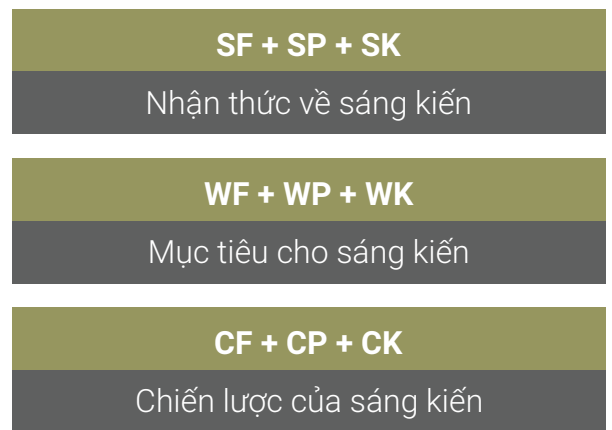 SF + SP + SK
Nhận thức về sáng kiến
WF + WP + WK
Mục tiêu cho sáng kiến
CF + CP + CK
Chiến lược của sáng kiến